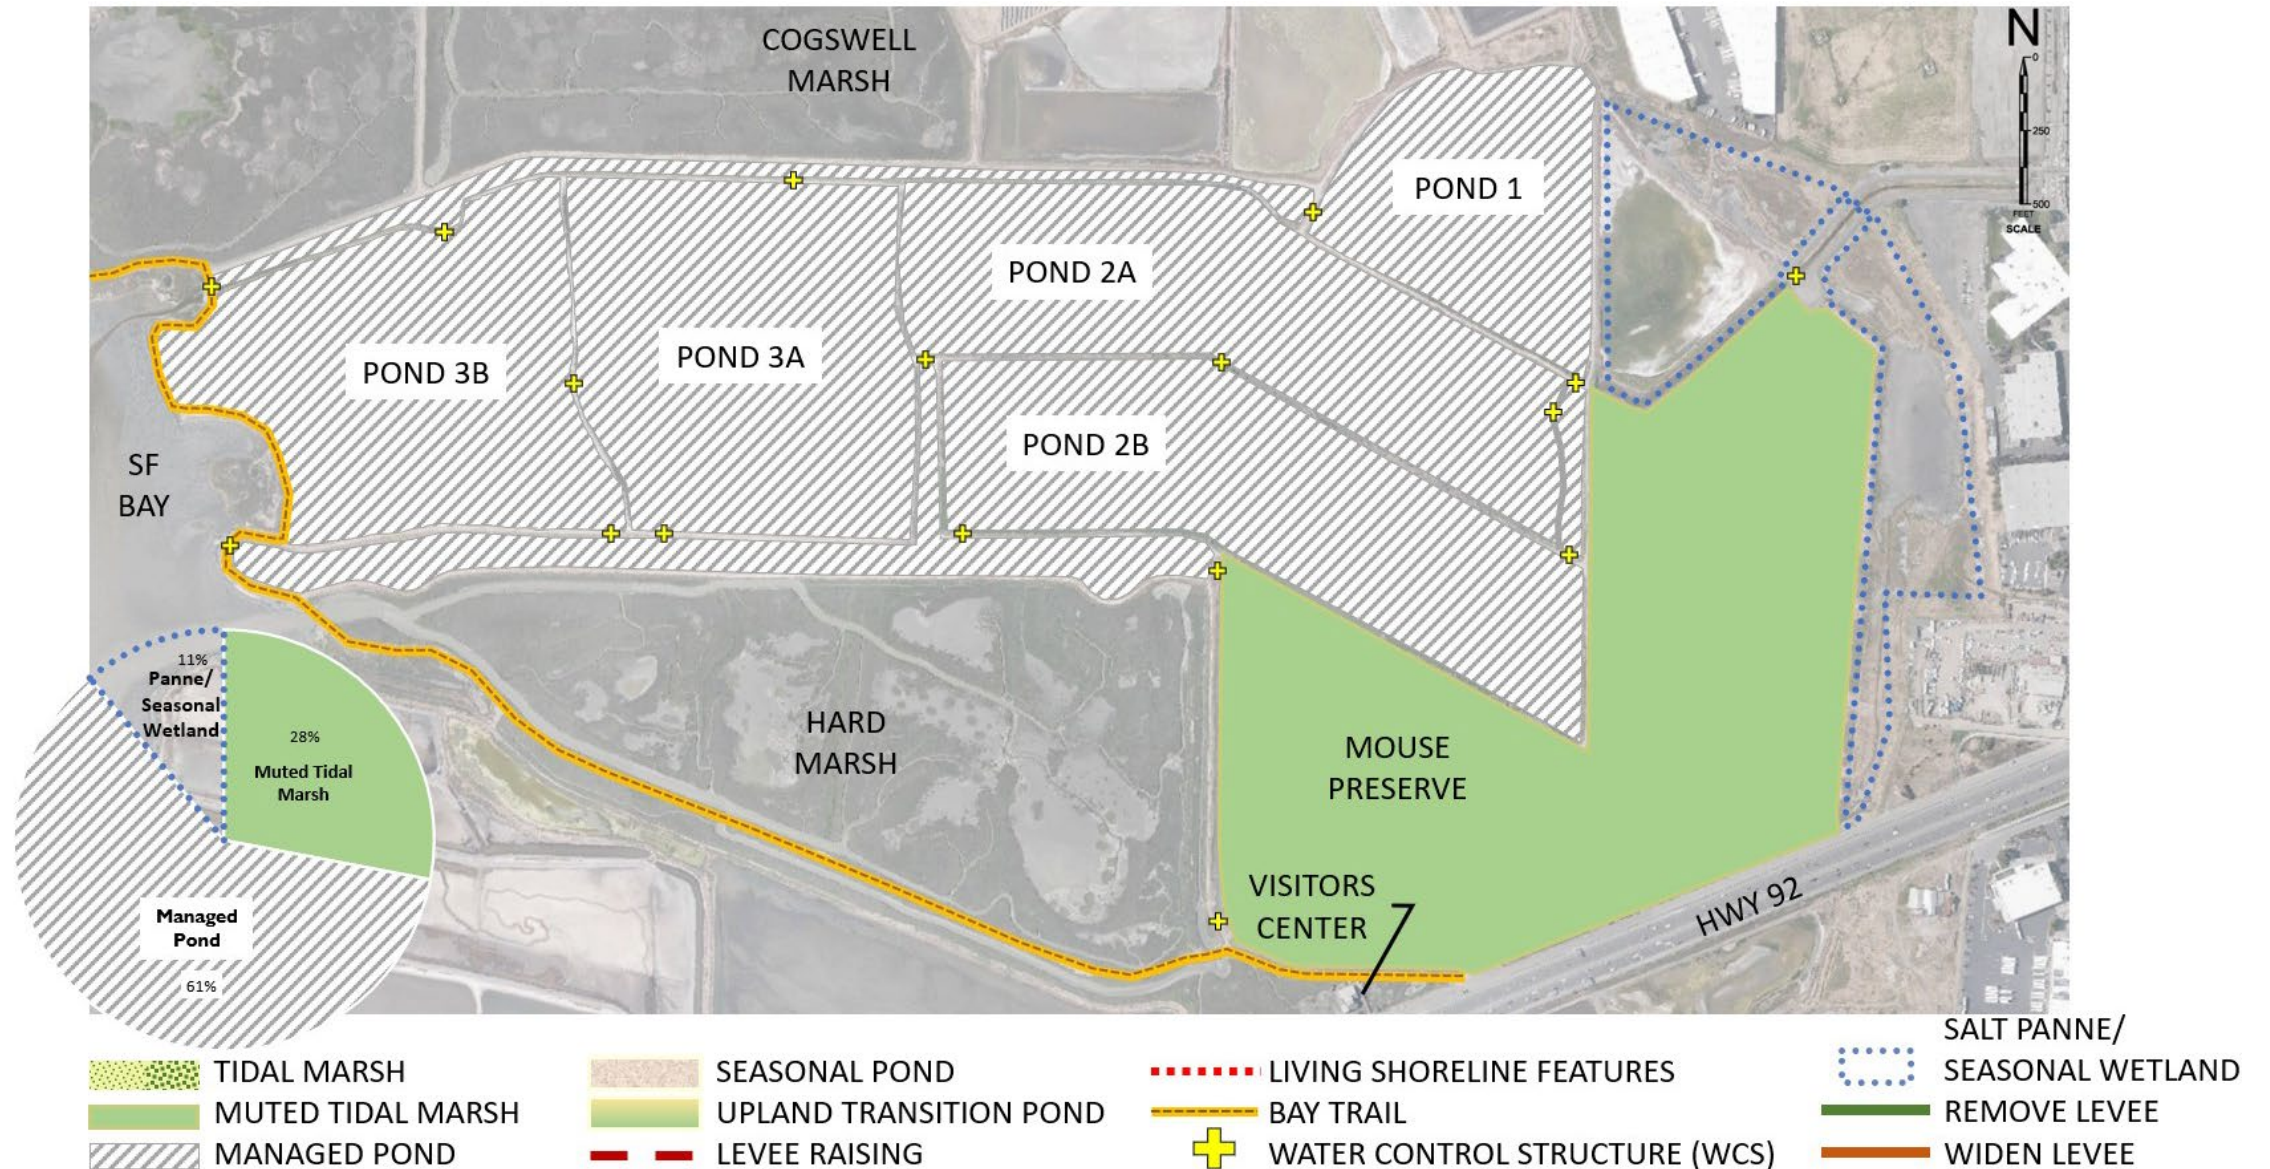 COGSWELL
MARSH
N
0
250
500
FEET
SCALE
POND 1
POND 2A
POND 3A
POND 3B
POND 2B
SF
BAY
HARD
MARSH
MOUSE
PRESERVE
VISITORS
CENTER
HWY 92
11%
Panne/
Seasonal
Wetland
28%
Muted Tidal
Marsh
Managed
Pond
61%
TIDAL MARSH
MUTED TIDAL MARSH
MANAGED POND
SEASONAL POND
UPLAND TRANSITION POND
LEVEE RAISING
LIVING SHORELINE FEATURES
BAY TRAIL
WATER CONTROL STRUCTURE (WCS)
SALT PANNE/
SEASONAL WETLAND
REMOVE LEVEE
WIDEN LEVEE